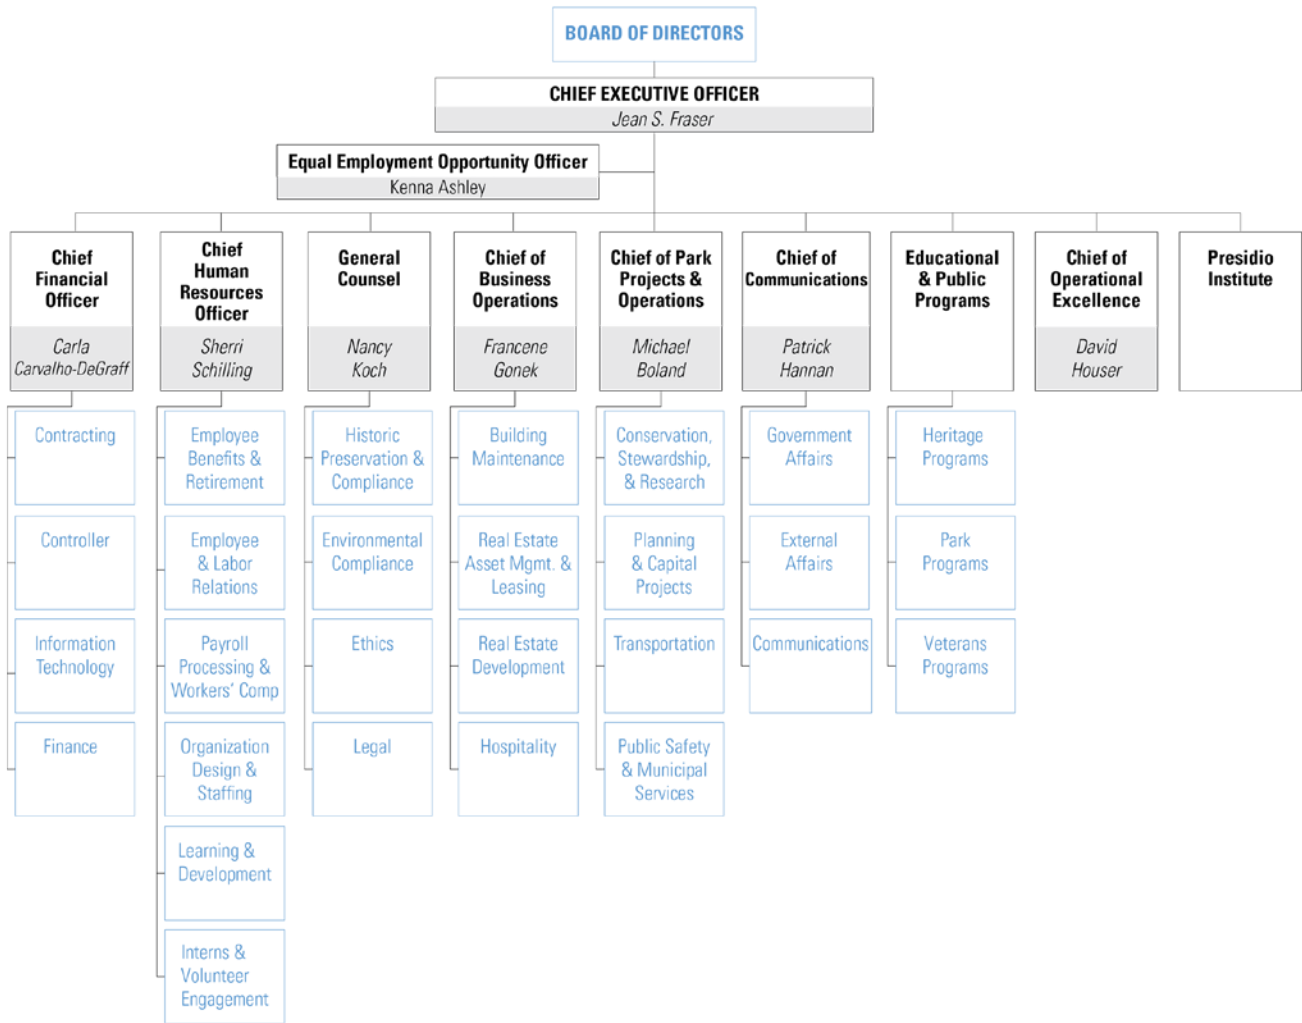 BOARD OF DIRECTORS
CHIEF EXECUTIVE OFFICER
Jean S. Fraser
Equal Employment Opportunity Officer
Kenna Ashley
Chief
Financial
Officer
Carla
Carvalho-DeGraff
Chief
Human
Resources
Officer
Sherri
Schilling
General
Counsel
Nancy
Koch
Chief of
Business
Operations
Francene
Gonek
Chief of Park
Projects &
Operations
Michael
Boland
Chief of
Communications
Patrick
Hannan
Educational
& Public
Programs
Chief of
Operational
Excellence
David
Houser
Presidio
Institute
Contracting
Controller
Information
Technology
Finance
Employee
Benefits &
Retirement
Employee
& Labor
Relations
Payroll
Processing &
Workers' Comp
Organization
Design &
Staffing
Learning &
Development
Interns &
Volunteer
Engagement
Historic
Preservation &
Compliance
Environmental
Compliance
Ethics
Legal
Building
Maintenance
Real Estate
Asset Mgmt. &
Leasing
Real Estate
Development
Hospitality
Conservation,
Stewardship,
& Research
Planning
& Capital
Projects
Transportation
Public Safety
& Municipal
Services
Government
Affairs
External
Affairs
Communications
Heritage
Programs
Park
Programs
Veterans
Programs